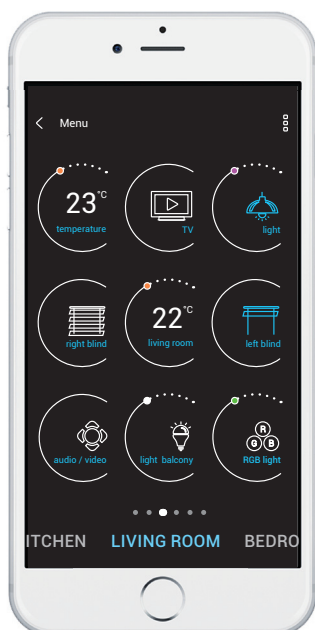 Menu
23°C
temperature
TV
light
right blind
22°C
living room
left blind
audio / video
light balcony
R
G B
RGB light
ITCHEN LIVING ROOM BEDRO